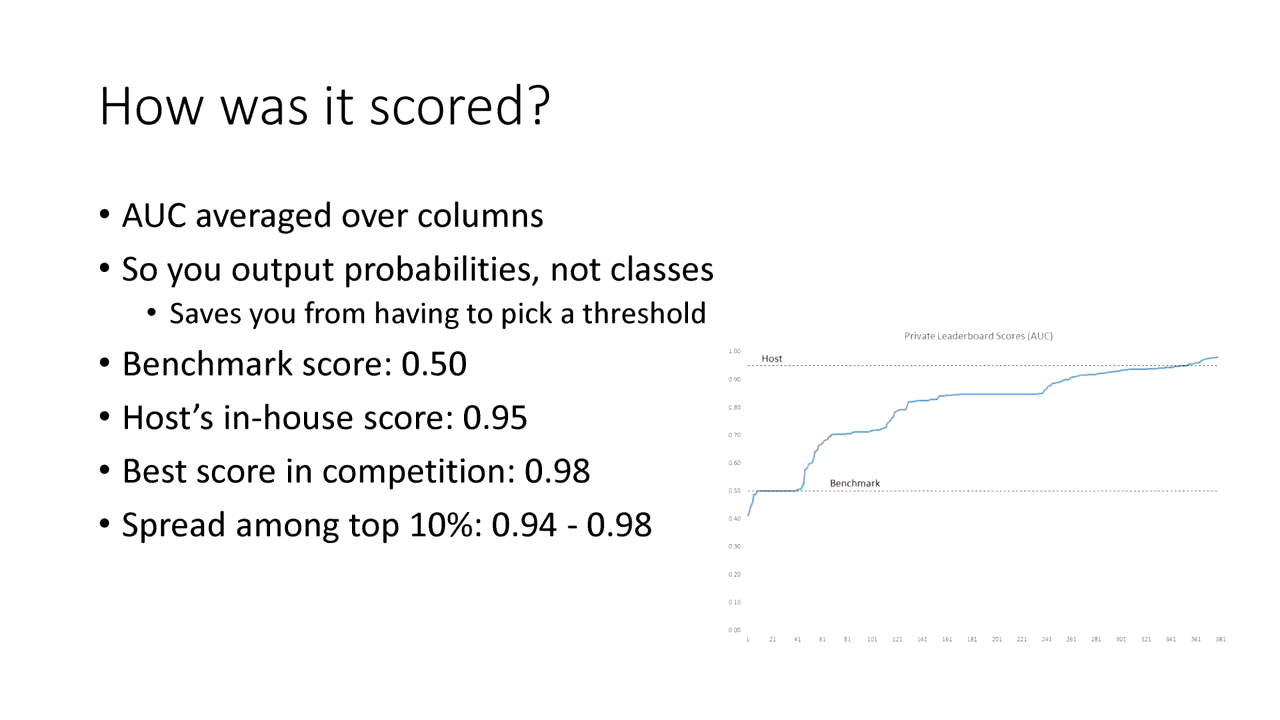 How was it scored?
• AUC averaged over columns
• So you output probabilities, not classes
• Saves you from having to pick a threshold
• Benchmark score: 0.50
• Host’s in-house score: 0.95
• Best score in competition: 0.98
• Spread among top 10%: 0.94 - 0.98
Private Leaderboard Scores (AUC)
1.00
Host
0.90
0.80
0.70
0.60
Benchmark
0.50
0.40
0.30
0.20
0.10
0.00
1 21 41 61 81 101 121 141 161 181 201 221 241 261 281 301 321 341 361 381